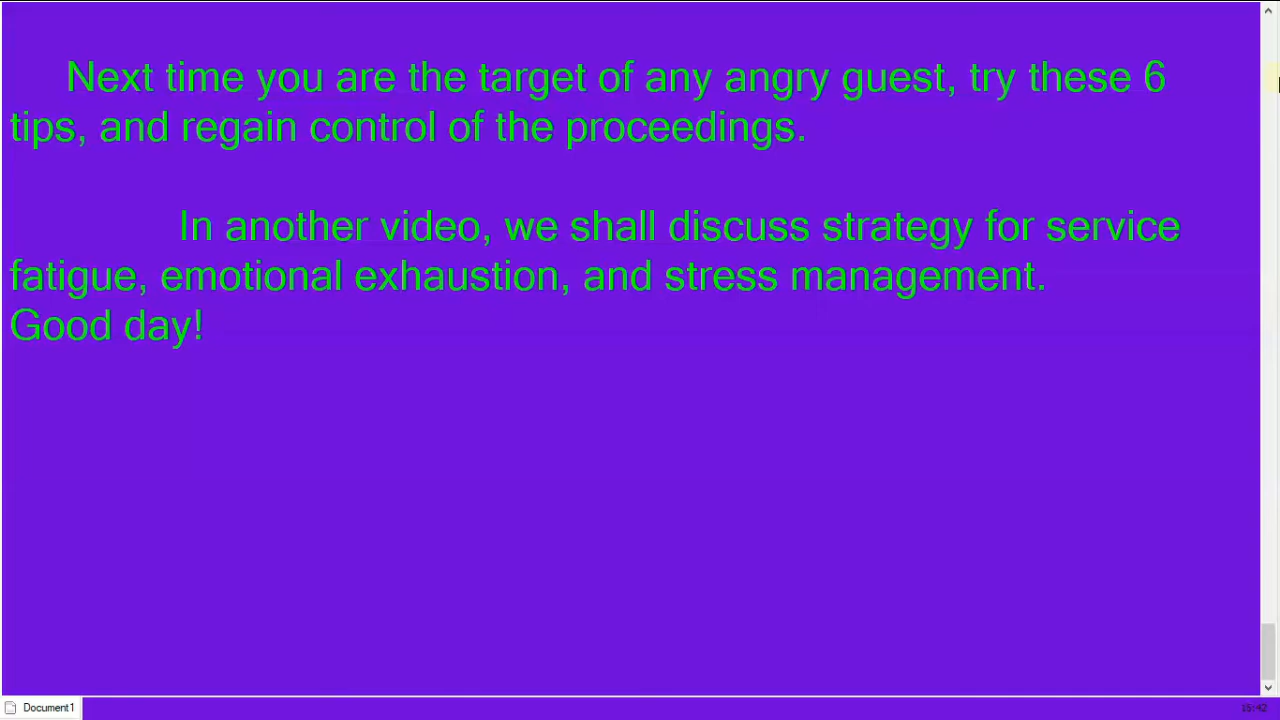 Next time you are the target of any angry guest, try these 6
tips, and regain control of the proceedings.
In another video, we shall discuss strategy for service
fatigue, emotional exhaustion, and stress management.
Good day!
Document1
15:42